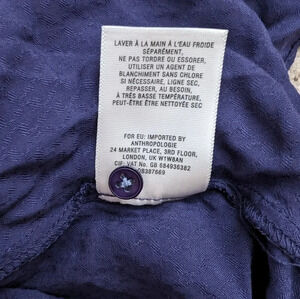 LAVER À LA MAIN À L'EAU FROIDE
SÉPARÉMENT,
NE PAS TORDRE OU ESSORER,
UTILISER UN AGENT DE
BLANCHIMENT SANS CHLORE
SI NÉCESSAIRE, LIGNE SEC,
REPASSER, AU BESOIN,
À TRÈS BASSE TEMPÉRATURE,
PEUT-ÊTRE ÊTRE NETTOYÉE SEC
FOR EU: IMPORTED BY
ANTHROPOLOGIE
24 MARKET PLACE, 3RD FLOOR,
LONDON, UK W1W8AN
CIF: VAT No. GB 684936382
08387669